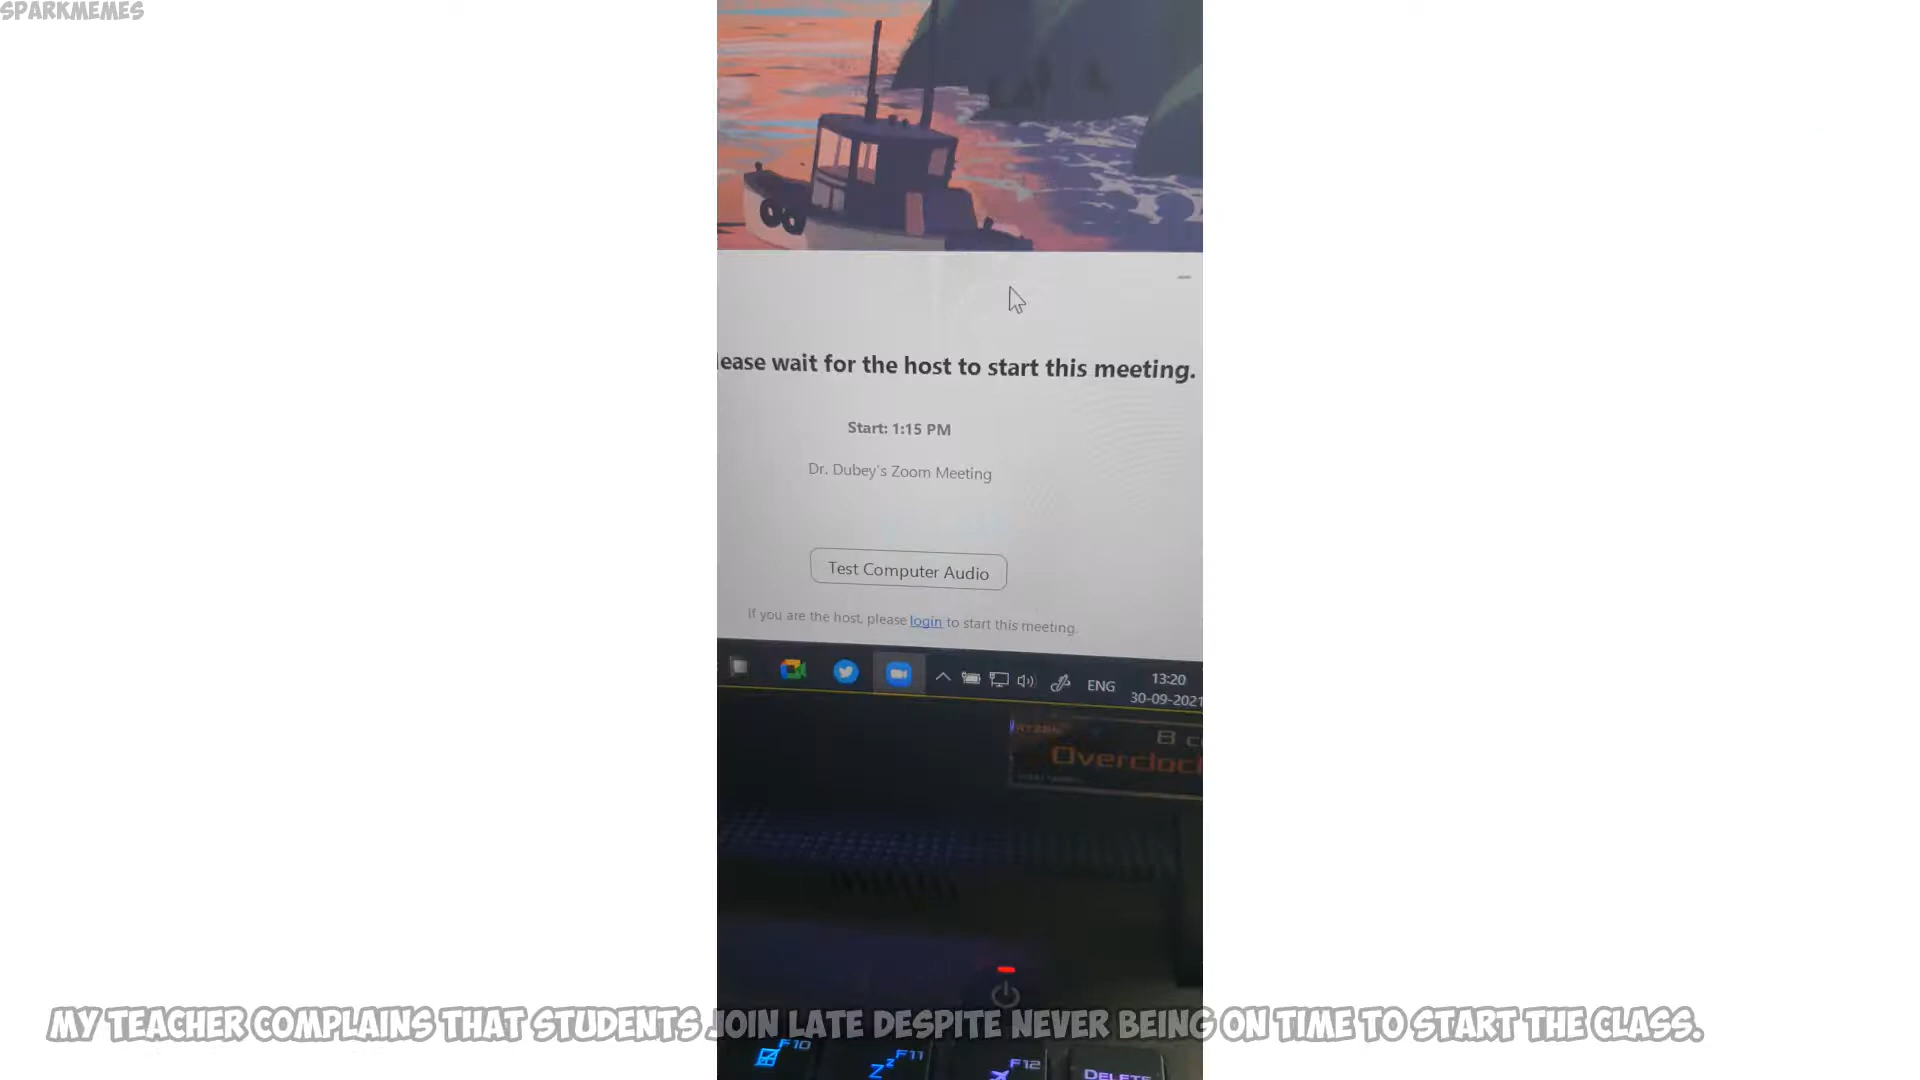 SPARKMEMES
lease wait for the host to start this meeting.
Start: 1:15 PM
Dr. Dubey's Zoom Meeting
Test Computer Audio
If you are the host, please login to start this meeting.
ENG
13:20
30-09-2021
8 c
Overcloc
MY TEACHER COMPLAINS THAT STUDENTS JOIN LATE DESPITE NEVER BEING ON TIME TO START THE CLASS.
F10
F11
F12
DELETE